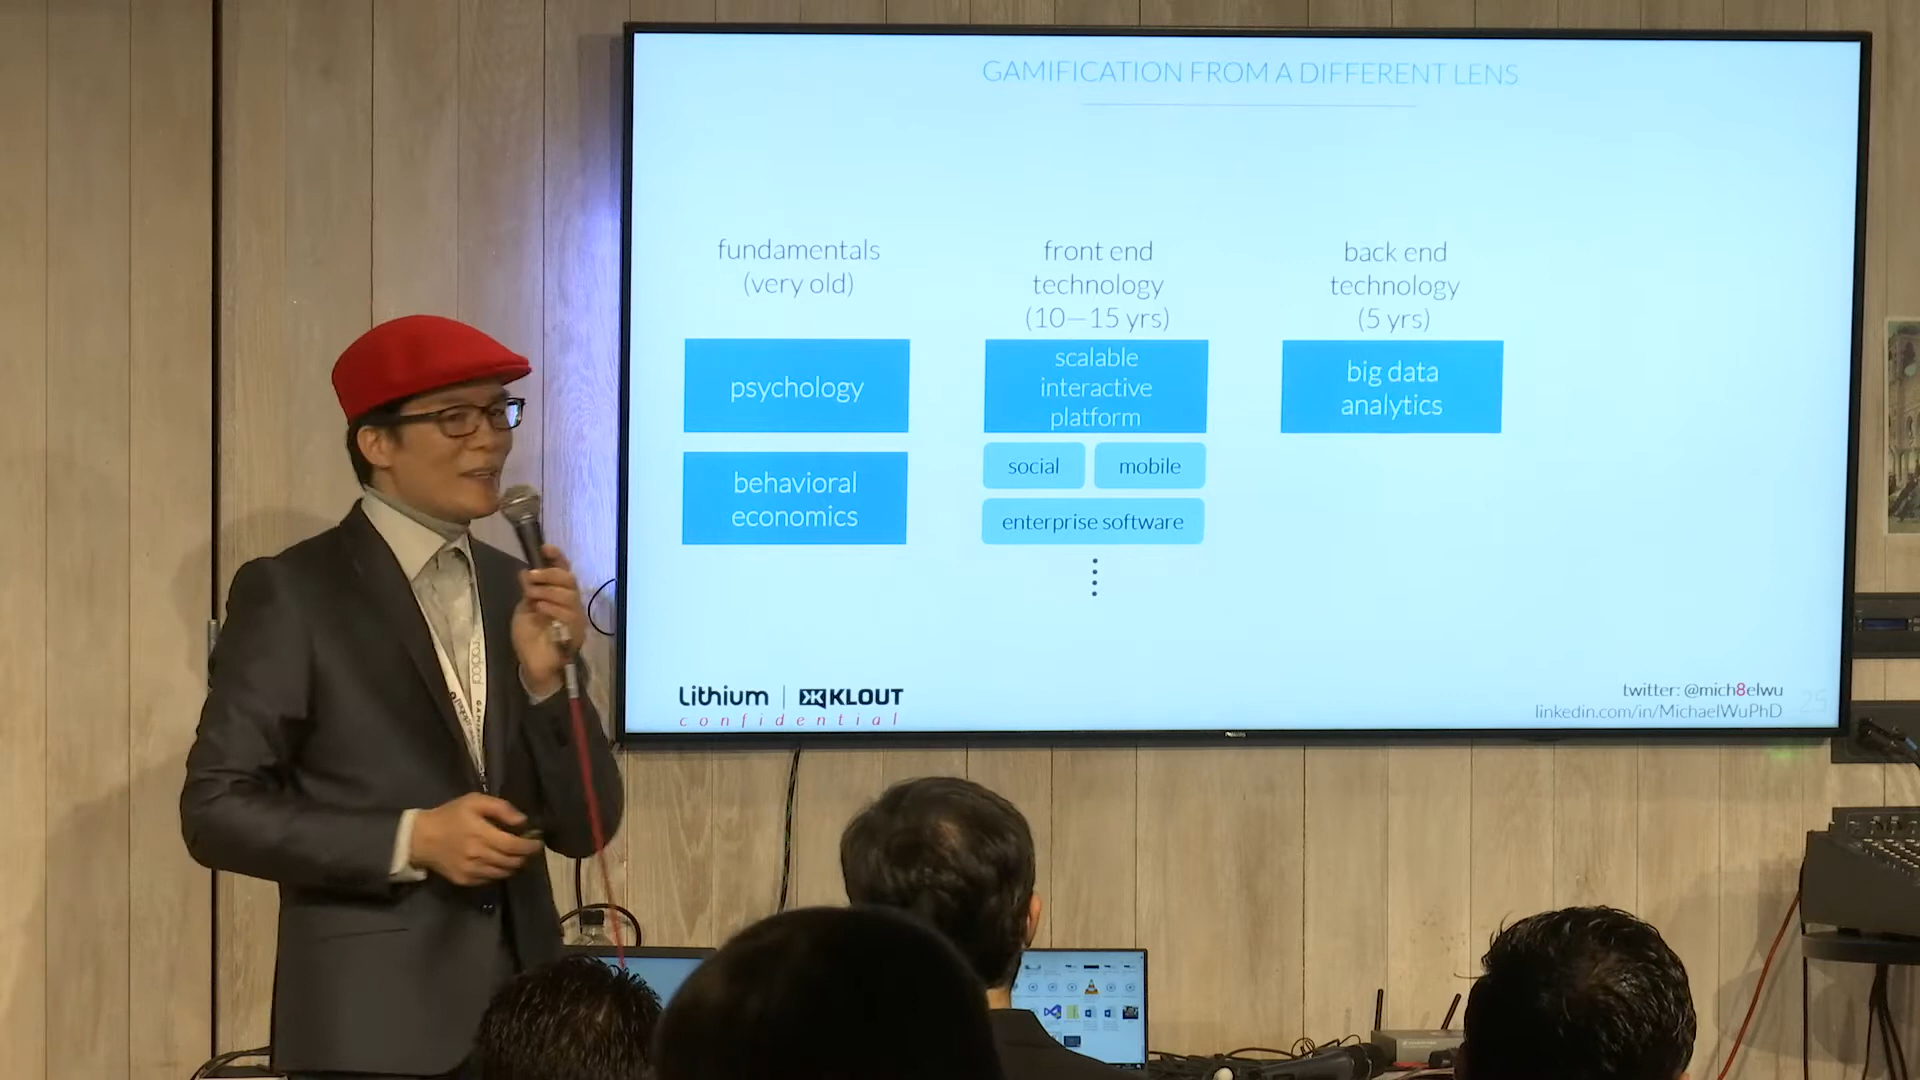 GAMIFICATION FROM A DIFFERENT LENS
fundamentals
(very old)
psychology
behavioral
economics
front end
technology
(10—15 yrs)
scalable
interactive
platform
social
mobile
enterprise software
back end
technology
(5 yrs)
big data
analytics
Lithium | KLOUT
confidential
twitter: @mich8elwu
linkedin.com/in/MichaelWuPhD
25
PHILIPS